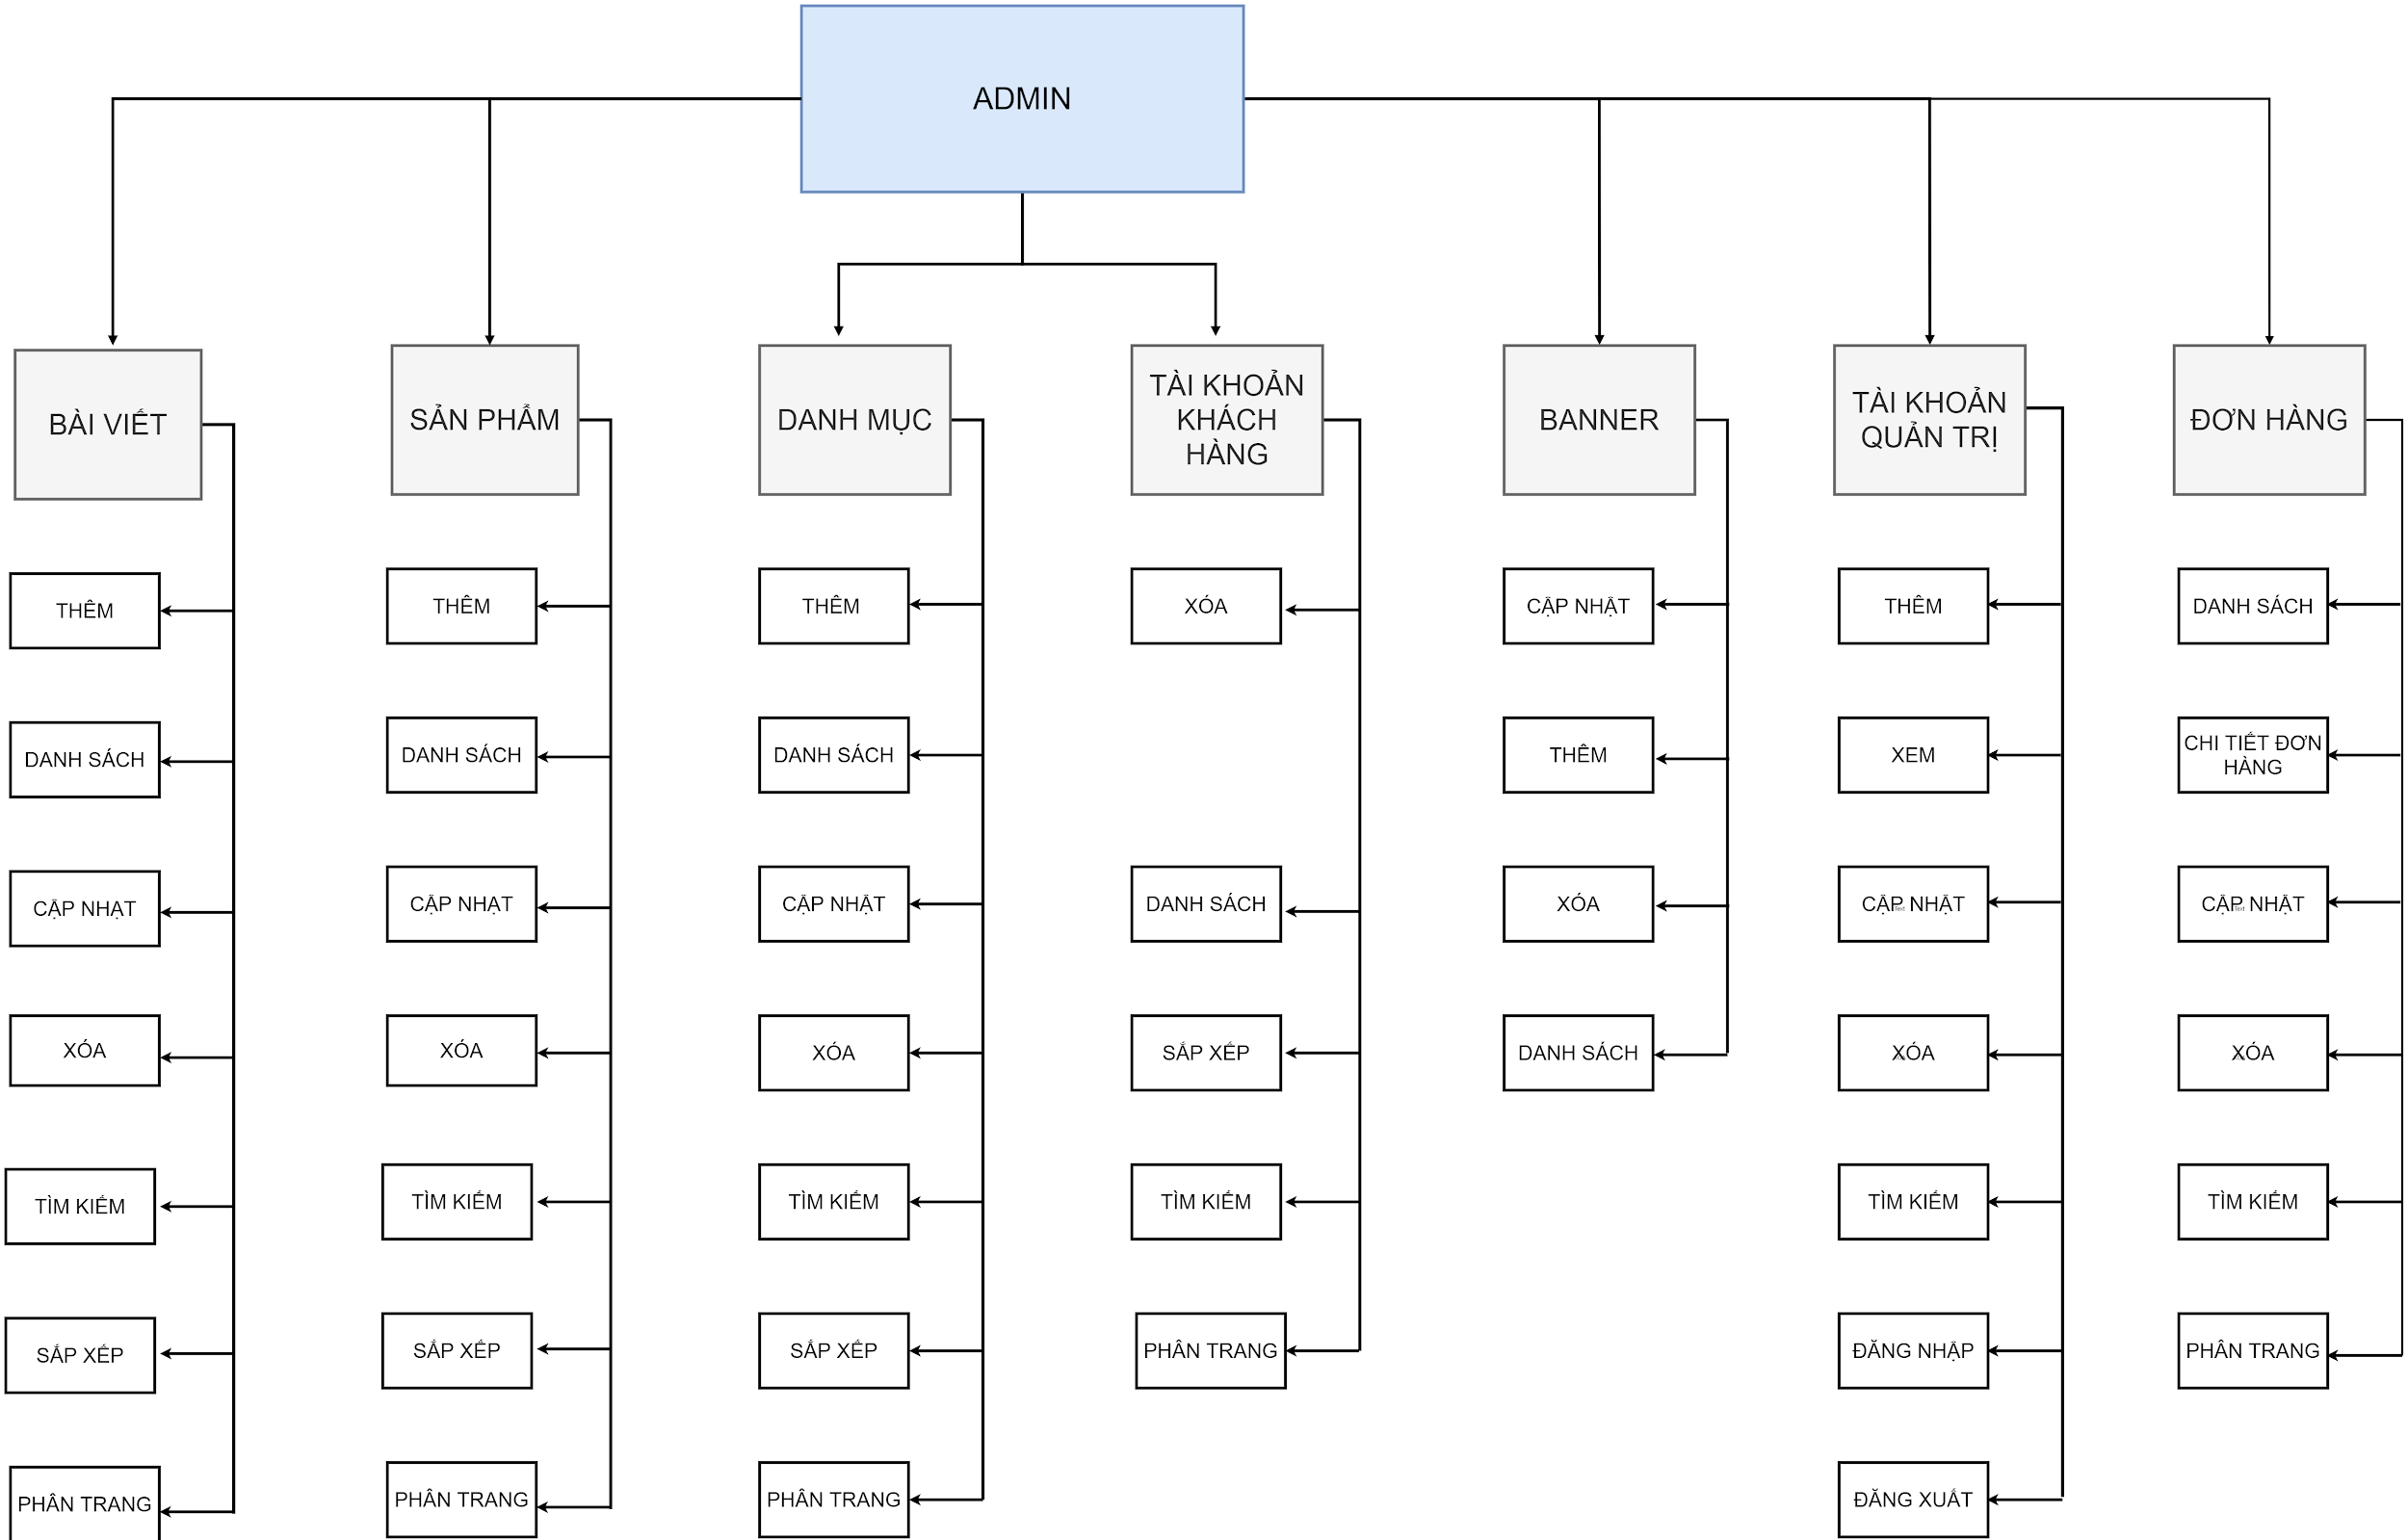 ADMIN
BÀI VIẾT
SẢN PHẨM
DANH MỤC
TÀI KHOẢN
KHÁCH
HÀNG
BANNER
TÀI KHOẢN
QUẢN TRỊ
ĐƠN HÀNG
THÊM
THÊM
THÊM
XÓA
CẬP NHẬT
THÊM
DANH SÁCH
DANH SÁCH
DANH SÁCH
DANH SÁCH
THÊM
XEM
CHI TIẾT ĐƠN
HÀNG
CẬP NHẠT
CẬP NHẠT
CẬP NHẬT
DANH SÁCH
XÓA
CẬP NHẬT
CẬP NHẬT
XÓA
XÓA
XÓA
SẮP XẾP
DANH SÁCH
XÓA
XÓA
TÌM KIẾM
TÌM KIẾM
TÌM KIẾM
TÌM KIẾM
TÌM KIẾM
TÌM KIẾM
SẮP XẾP
SẮP XẾP
SẮP XẾP
PHÂN TRANG
ĐĂNG NHẬP
PHÂN TRANG
PHÂN TRANG
PHÂN TRANG
PHÂN TRANG
ĐĂNG XUẤT